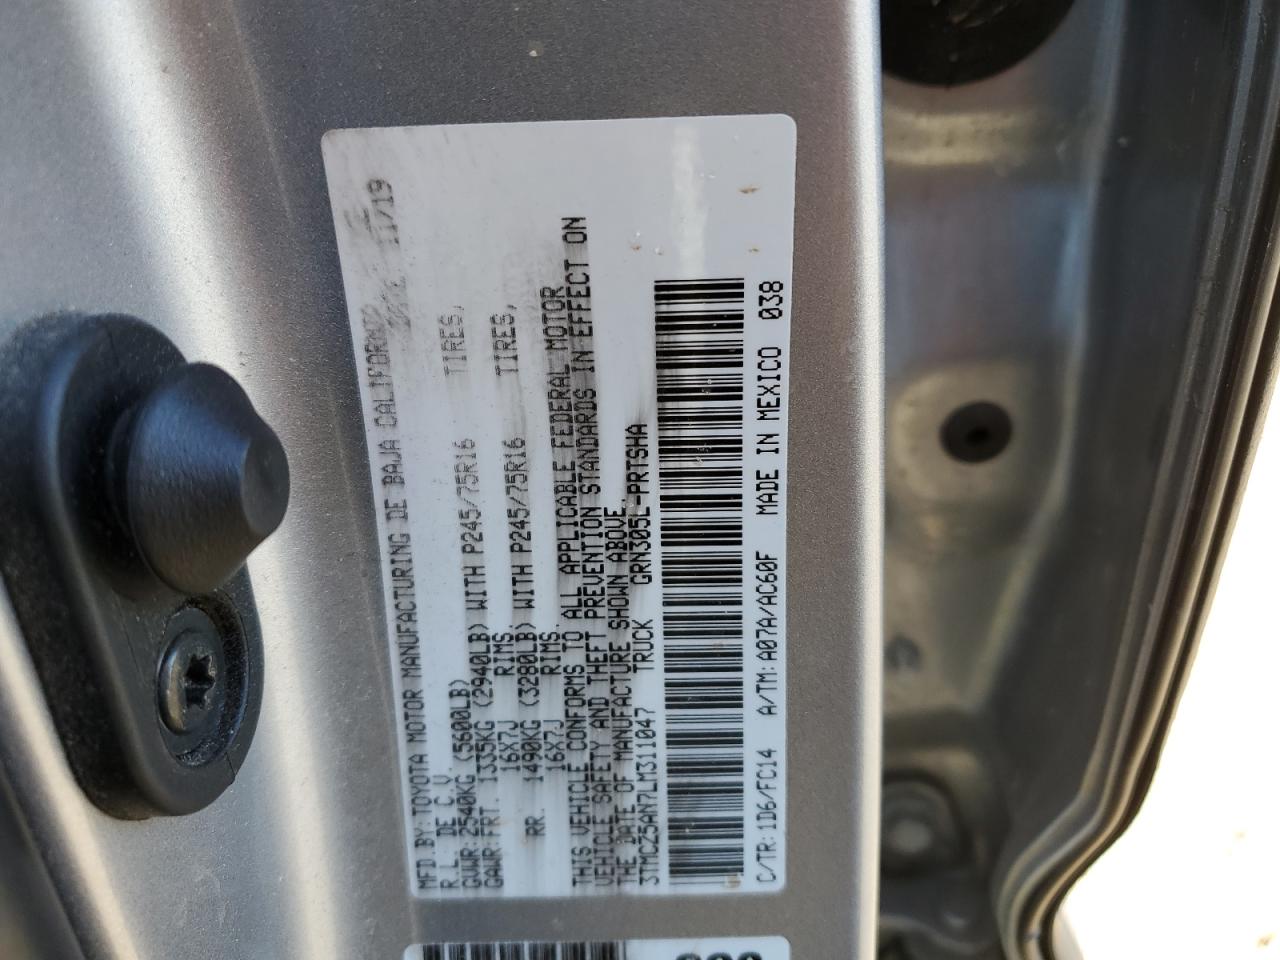 MFD.BY: TOYOTA MOTOR MANUFACTURING DE BAJA CALIFORNIA
R.L. DE C.V. 11/19
GVWR: 2540KG (5600LB)
GAWR: FRT. 1335KG (2940LB) WITH P245/75R16 TIRES,
16X7J RIMS
RR. 1490KG (3280LB) WITH P245/75R16 TIRES,
16X7J RIMS.
THIS VEHICLE CONFORMS TO ALL APPLICABLE FEDERAL MOTOR
VEHICLE SAFETY AND THEFT PREVENTION STANDARDS IN EFFECT ON
THE DATE OF MANUFACTURE SHOWN ABOVE.
3TMCZ5AN7LM311047 TRUCK GRN305L-PRTSHA
C/TR: 1D6/FC14 A/TM: A07A/AC60F MADE IN MEXICO 038